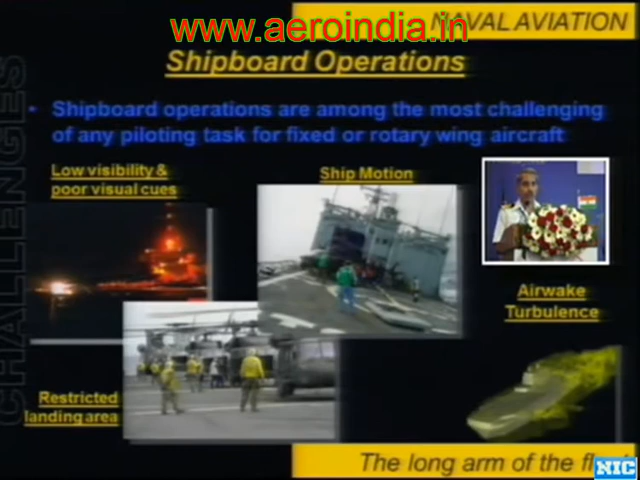 www.aeroindia.in
NAVAL AVIATION
Shipboard Operations
CHALLENGES
• Shipboard operations are among the most challenging
of any piloting task for fixed or rotary wing aircraft
Low visibility &
poor visual cues
Ship Motion
Airwake
Turbulence
Restricted
landing area
The long arm of the
NIC